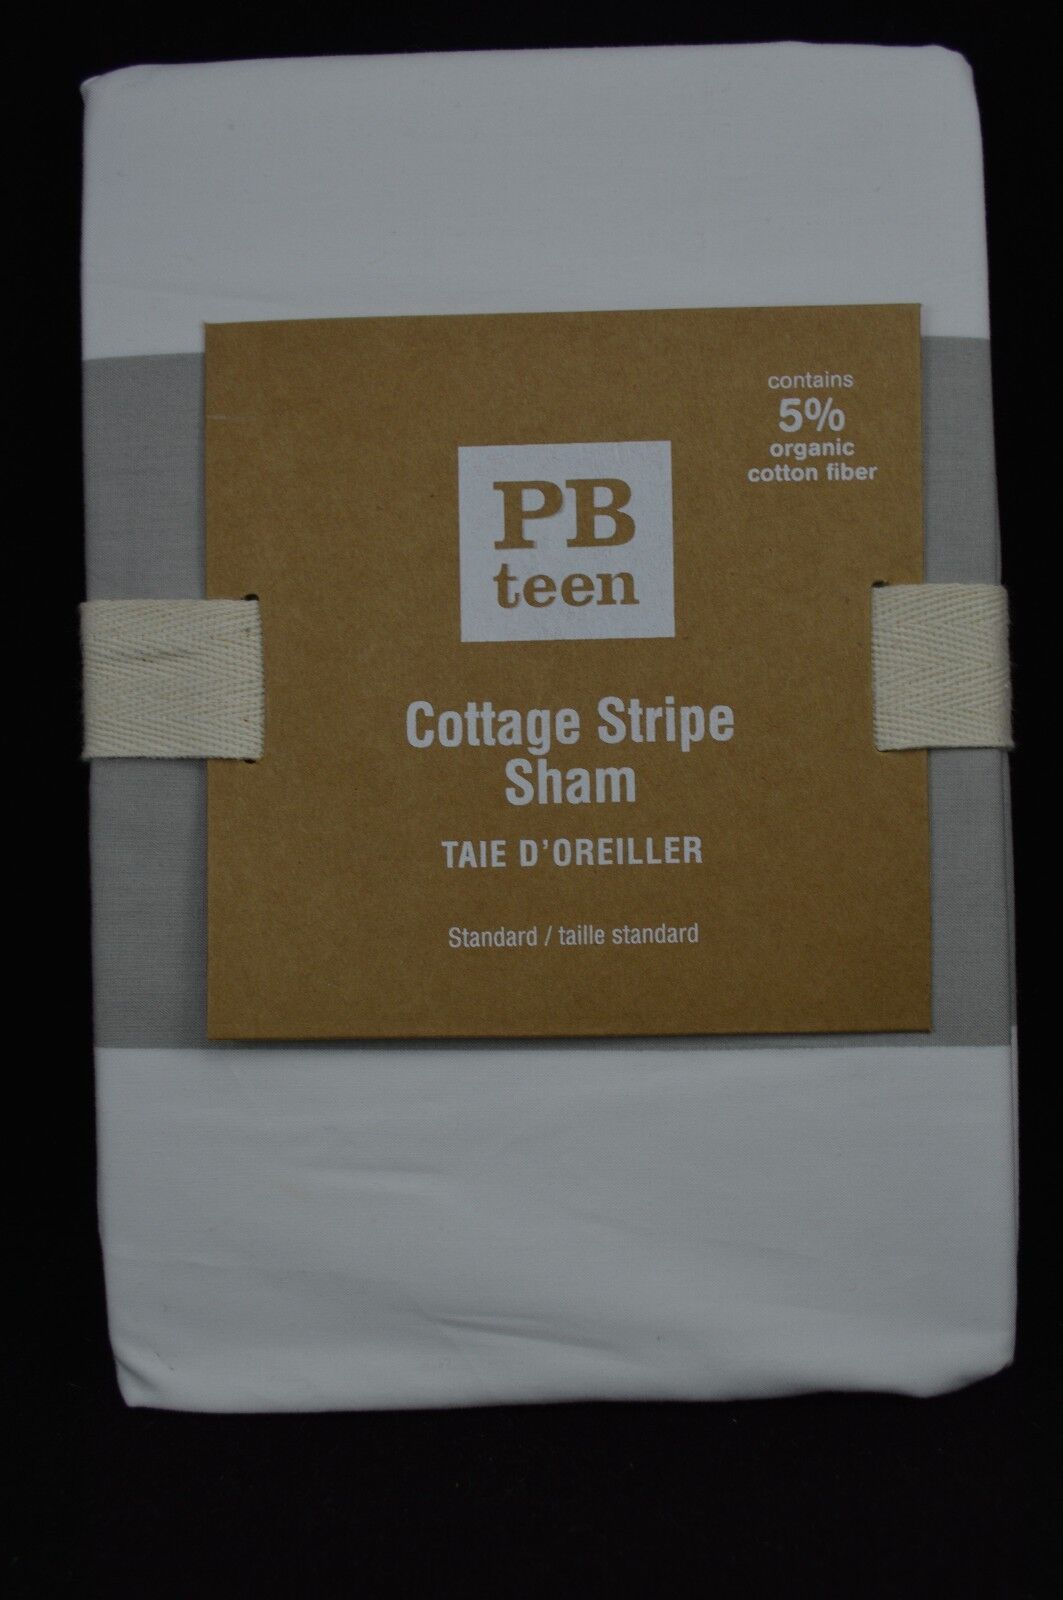 contains
5%
organic
cotton fiber
PB
teen
Cottage Stripe
Sham
TAIE D'OREILLER
Standard / taille standard